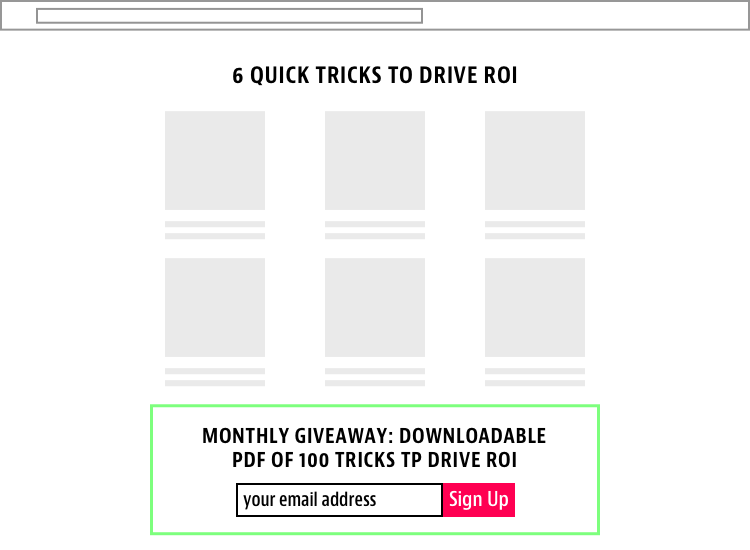 6 QUICK TRICKS TO DRIVE ROI
MONTHLY GIVEAWAY: DOWNLOADABLE
PDF OF 100 TRICKS TP DRIVE ROI
your email address
Sign Up